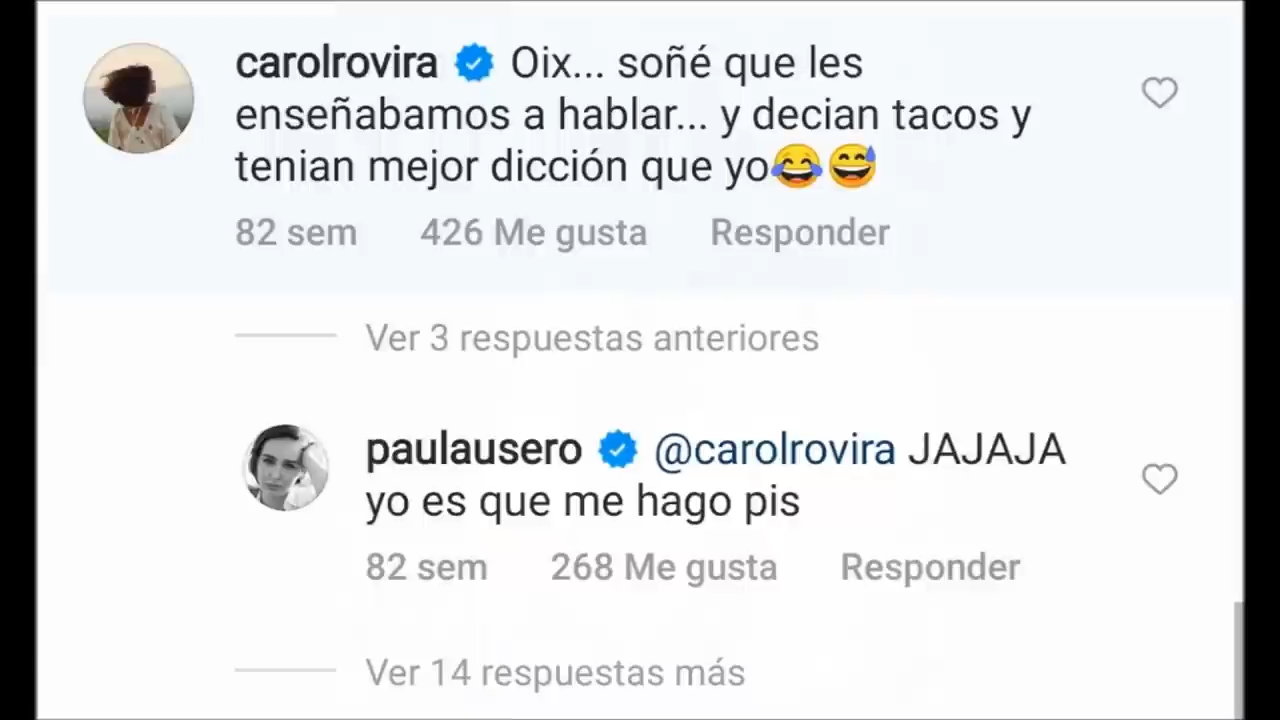 carolrovira Oix... soñé que les
enseñabamos a hablar... y decian tacos y
tenian mejor dicción que yo😂😅
82 sem 426 Me gusta Responder
Ver 3 respuestas anteriores
paulausero @carolrovira JAJAJA
yo es que me hago pis
82 sem 268 Me gusta Responder
Ver 14 respuestas más